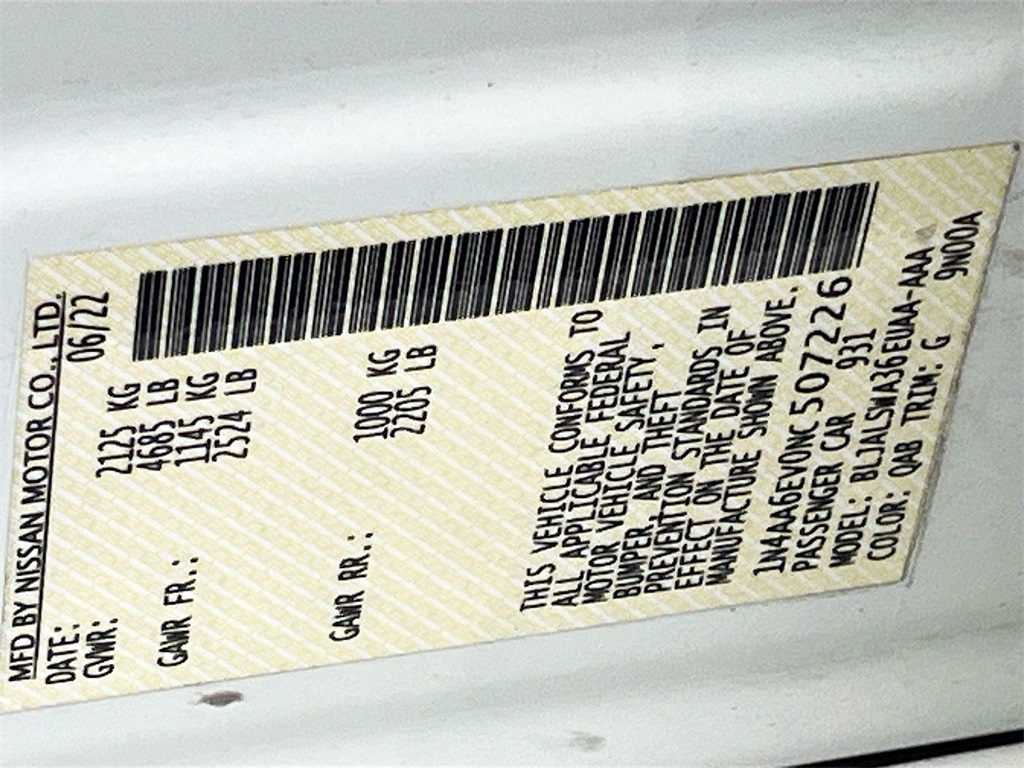 MFD BY NISSAN MOTOR CO., LTD.
DATE: 06/22
GVWR: 2125 KG
4685 LB
GAWR FR.: 1145 KG
2524 LB
GAWR RR.: 1000 KG
2205 LB
THIS VEHICLE CONFORMS TO
ALL APPLICABLE FEDERAL
MOTOR VEHICLE SAFETY,
BUMPER, AND THEFT
PREVENTION STANDARDS IN
EFFECT ON THE DATE OF
MANUFACTURE SHOWN ABOVE.
1N4AA6EV0NC507226
PASSENGER CAR 931
MODEL: BLJALSWA36EUAA-AAA
COLOR: QAB TRIM: G 9N00A